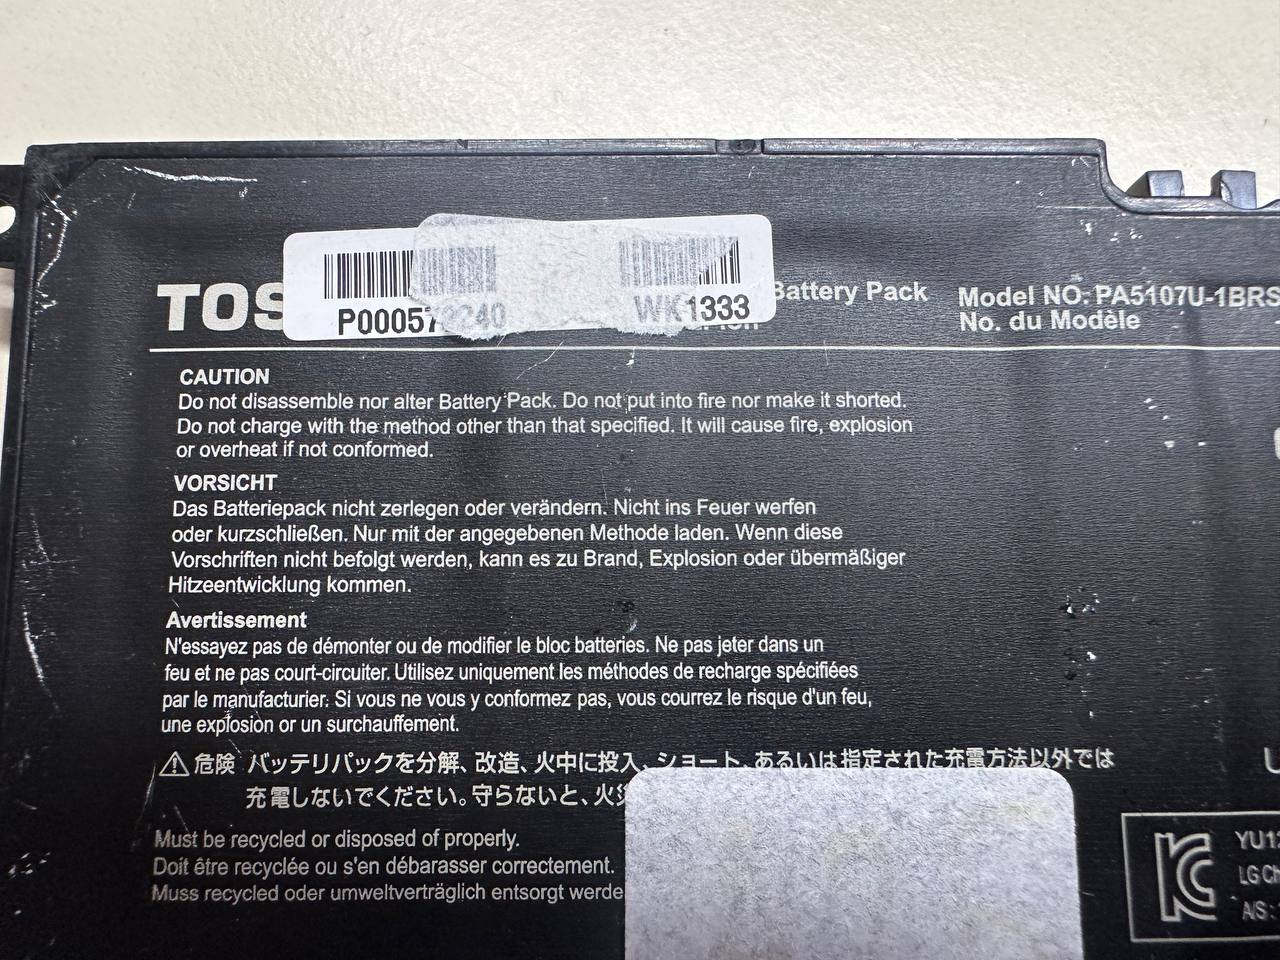 P000573240 WK1333
TOS Battery Pack Model NO. PA5107U-1BRS
No. du Modèle
CAUTION
Do not disassemble nor alter Battery Pack. Do not put into fire nor make it shorted.
Do not charge with the method other than that specified. It will cause fire, explosion
or overheat if not conformed.
VORSICHT
Das Batteriepack nicht zerlegen oder verändern. Nicht ins Feuer werfen
oder kurzschließen. Nur mit der angegebenen Methode laden. Wenn diese
Vorschriften nicht befolgt werden, kann es zu Brand, Explosion oder übermäßiger
Hitzeentwicklung kommen.
Avertissement
N'essayez pas de démonter ou de modifier le bloc batteries. Ne pas jeter dans un
feu et ne pas court-circuiter. Utilisez uniquement les méthodes de recharge spécifiées
par le manufacturier. Si vous ne vous y conformez pas, vous courrez le risque d'un feu,
une explosion or un surchauffement.
危険 バッテリパックを分解、改造、火中に投入、ショート、あるいは指定された充電方法以外では
充電しないでください。守らないと、火災
Must be recycled or disposed of properly.
Doit être recyclée ou s'en débarasser correctement.
Muss recycled oder umweltverträglich entsorgt werde
YU12
LG Ch
A/S :